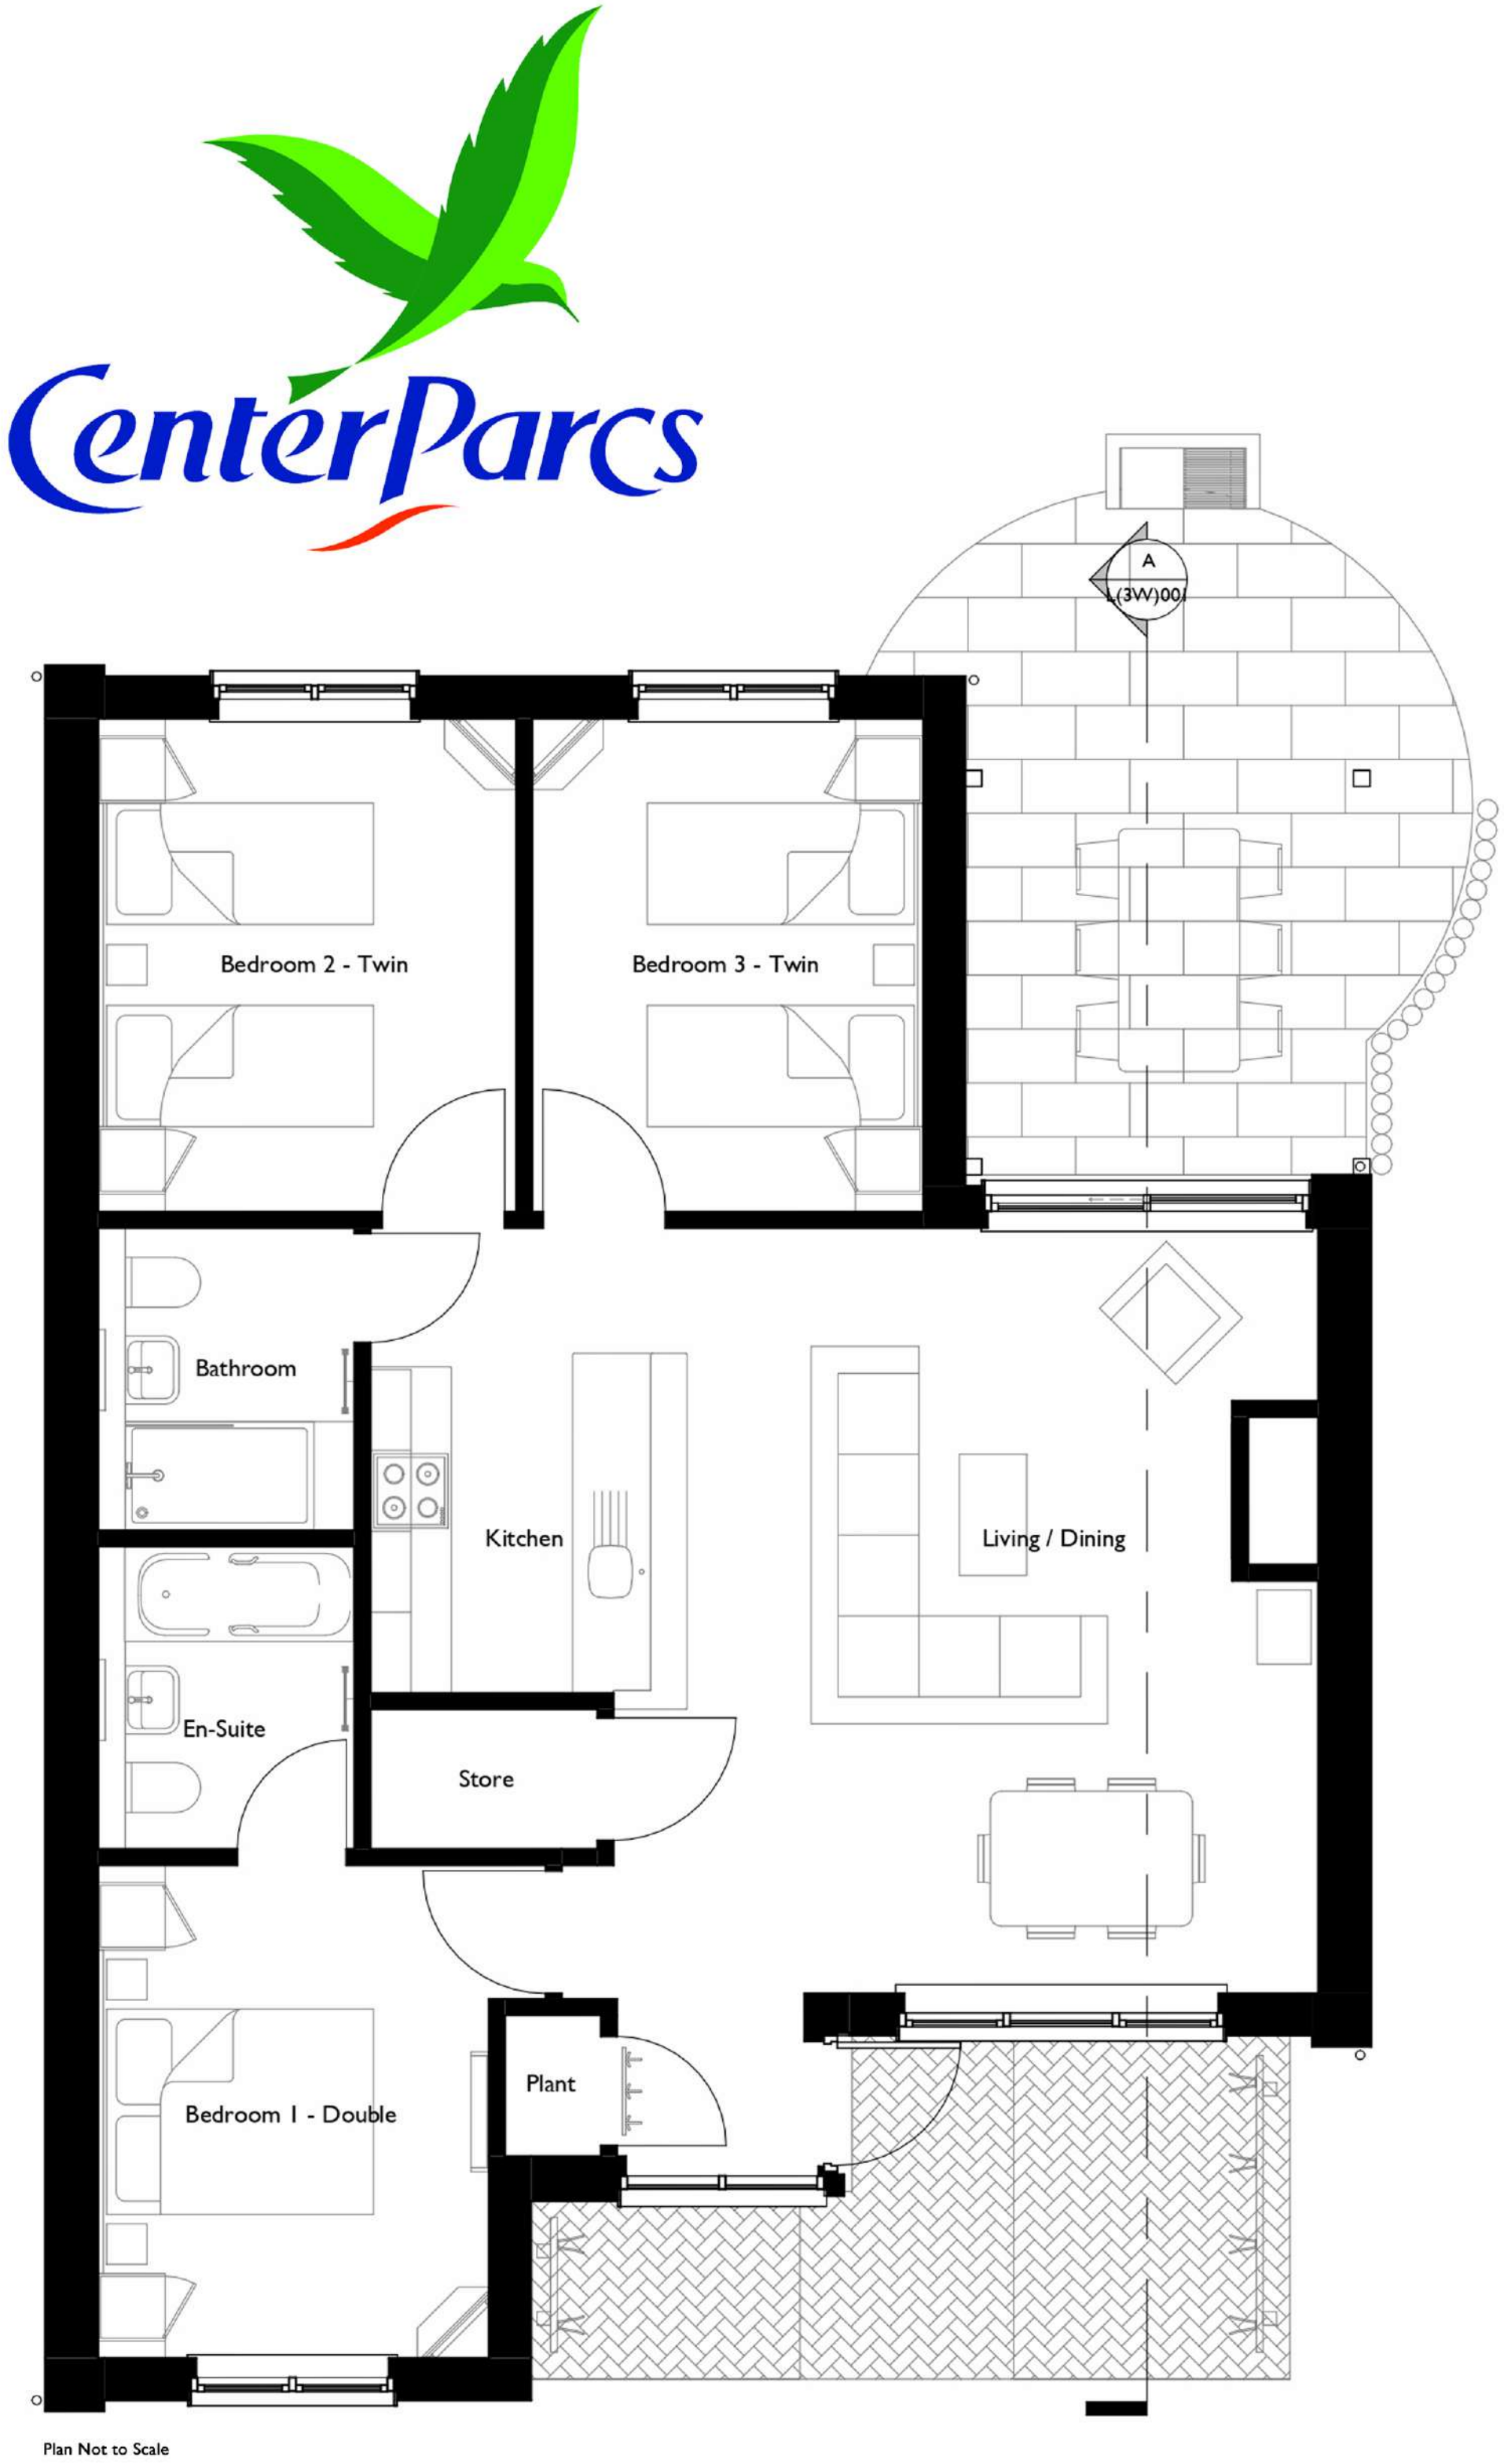 CenterParcs
A
L(3W)001
Bedroom 2 - Twin
Bedroom 3 - Twin
Bathroom
Kitchen
Living / Dining
En-Suite
Store
Plant
Bedroom 1 - Double
Plan Not to Scale